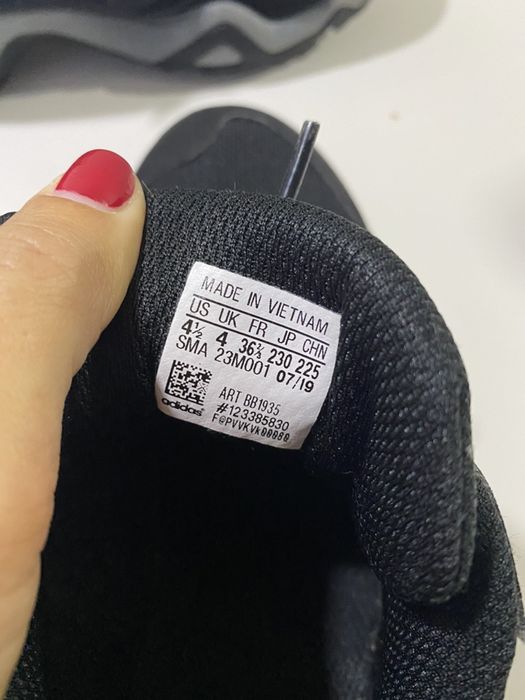 MADE IN VIETNAM
US UK FR JP CHN
4½ 4 36⅔ 230 225
SMA 23M001 07/19
ART BB1935
#123385830
adidas